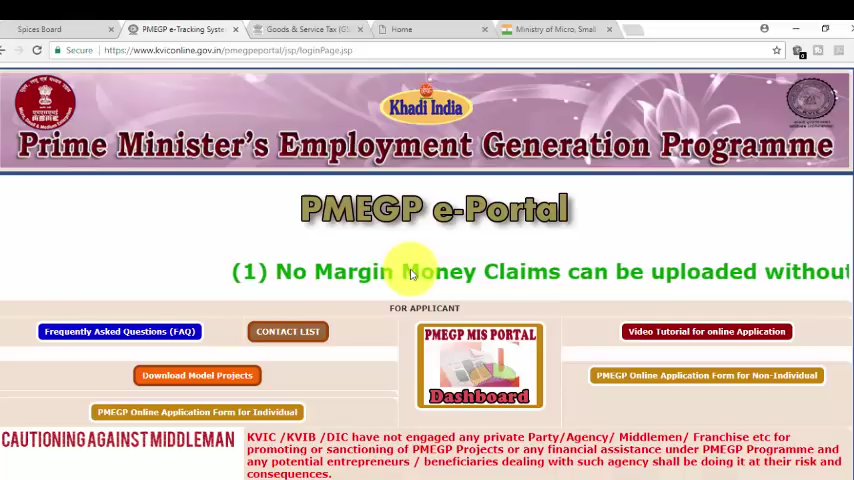 Spices Board
PMEGP e-Tracking Syste
Goods & Service Tax (GS
Home
Ministry of Micro, Small
Secure
https://www.kviconline.gov.in/pmegpeportal/jsp/loginPage.jsp
Khadi India
Prime Minister's Employment Generation Programme
PMEGP e-Portal
(1) No Margin Money Claims can be uploaded without
FOR APPLICANT
Frequently Asked Questions (FAQ)
CONTACT LIST
PMEGP MIS PORTAL
Dashboard
Video Tutorial for online Application
Download Model Projects
PMEGP Online Application Form for Non-Individual
PMEGP Online Application Form for Individual
CAUTIONING AGAINST MIDDLEMAN
KVIC /KVIB /DIC have not engaged any private Party/Agency/ Middlemen/ Franchise etc for
promoting or sanctioning of PMEGP Projects or any financial assistance under PMEGP Programme and
any potential entrepreneurs / beneficiaries dealing with such agency shall be doing it at their risk and
consequences.